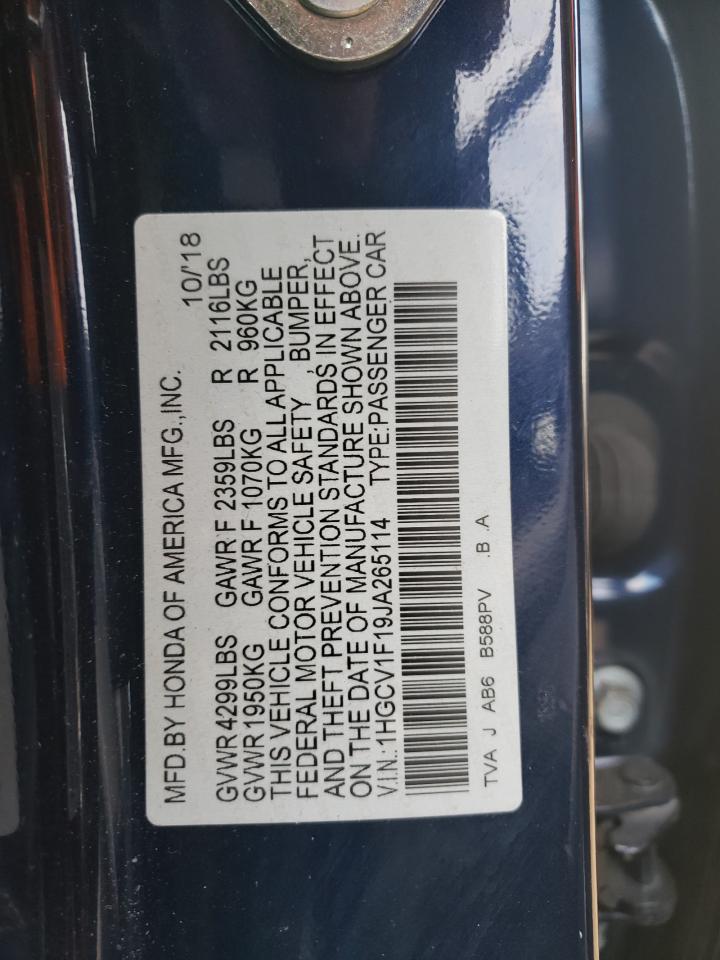 MFD.BY HONDA OF AMERICA MFG.,INC. 10/18
GVWR 4299LBS GAWR F 2359LBS R 2116LBS
GVWR 1950KG GAWR F 1070KG R 960KG
THIS VEHICLE CONFORMS TO ALL APPLICABLE
FEDERAL MOTOR VEHICLE SAFETY , BUMPER,
AND THEFT PREVENTION STANDARDS IN EFFECT
ON THE DATE OF MANUFACTURE SHOWN ABOVE.
V.I.N.:1HGCV1F19JA265114 TYPE:PASSENGER CAR
TVA J AB6 B588PV .B .A